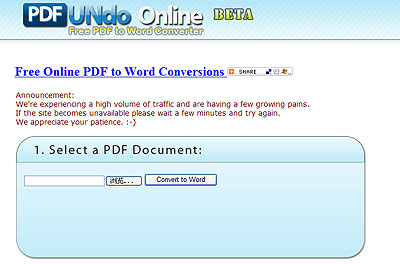 PDF UNdo Online BETA
Free PDF to Word Converter
Free Online PDF to Word Conversions SHARE
Announcement:
We're experiencing a high volume of traffic and are having a few growing pains.
If the site becomes unavailable please wait a few minutes and try again.
We appreciate your patience. :-)
1. Select a PDF Document:
浏览... Convert to Word